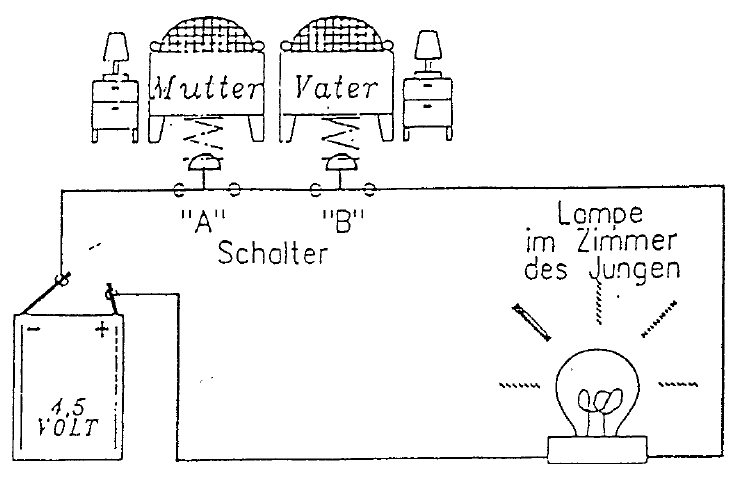 Mutter
Vater
"A"
"B"
Schalter
Lampe
im Zimmer
des Jungen
- +
4,5
VOLT